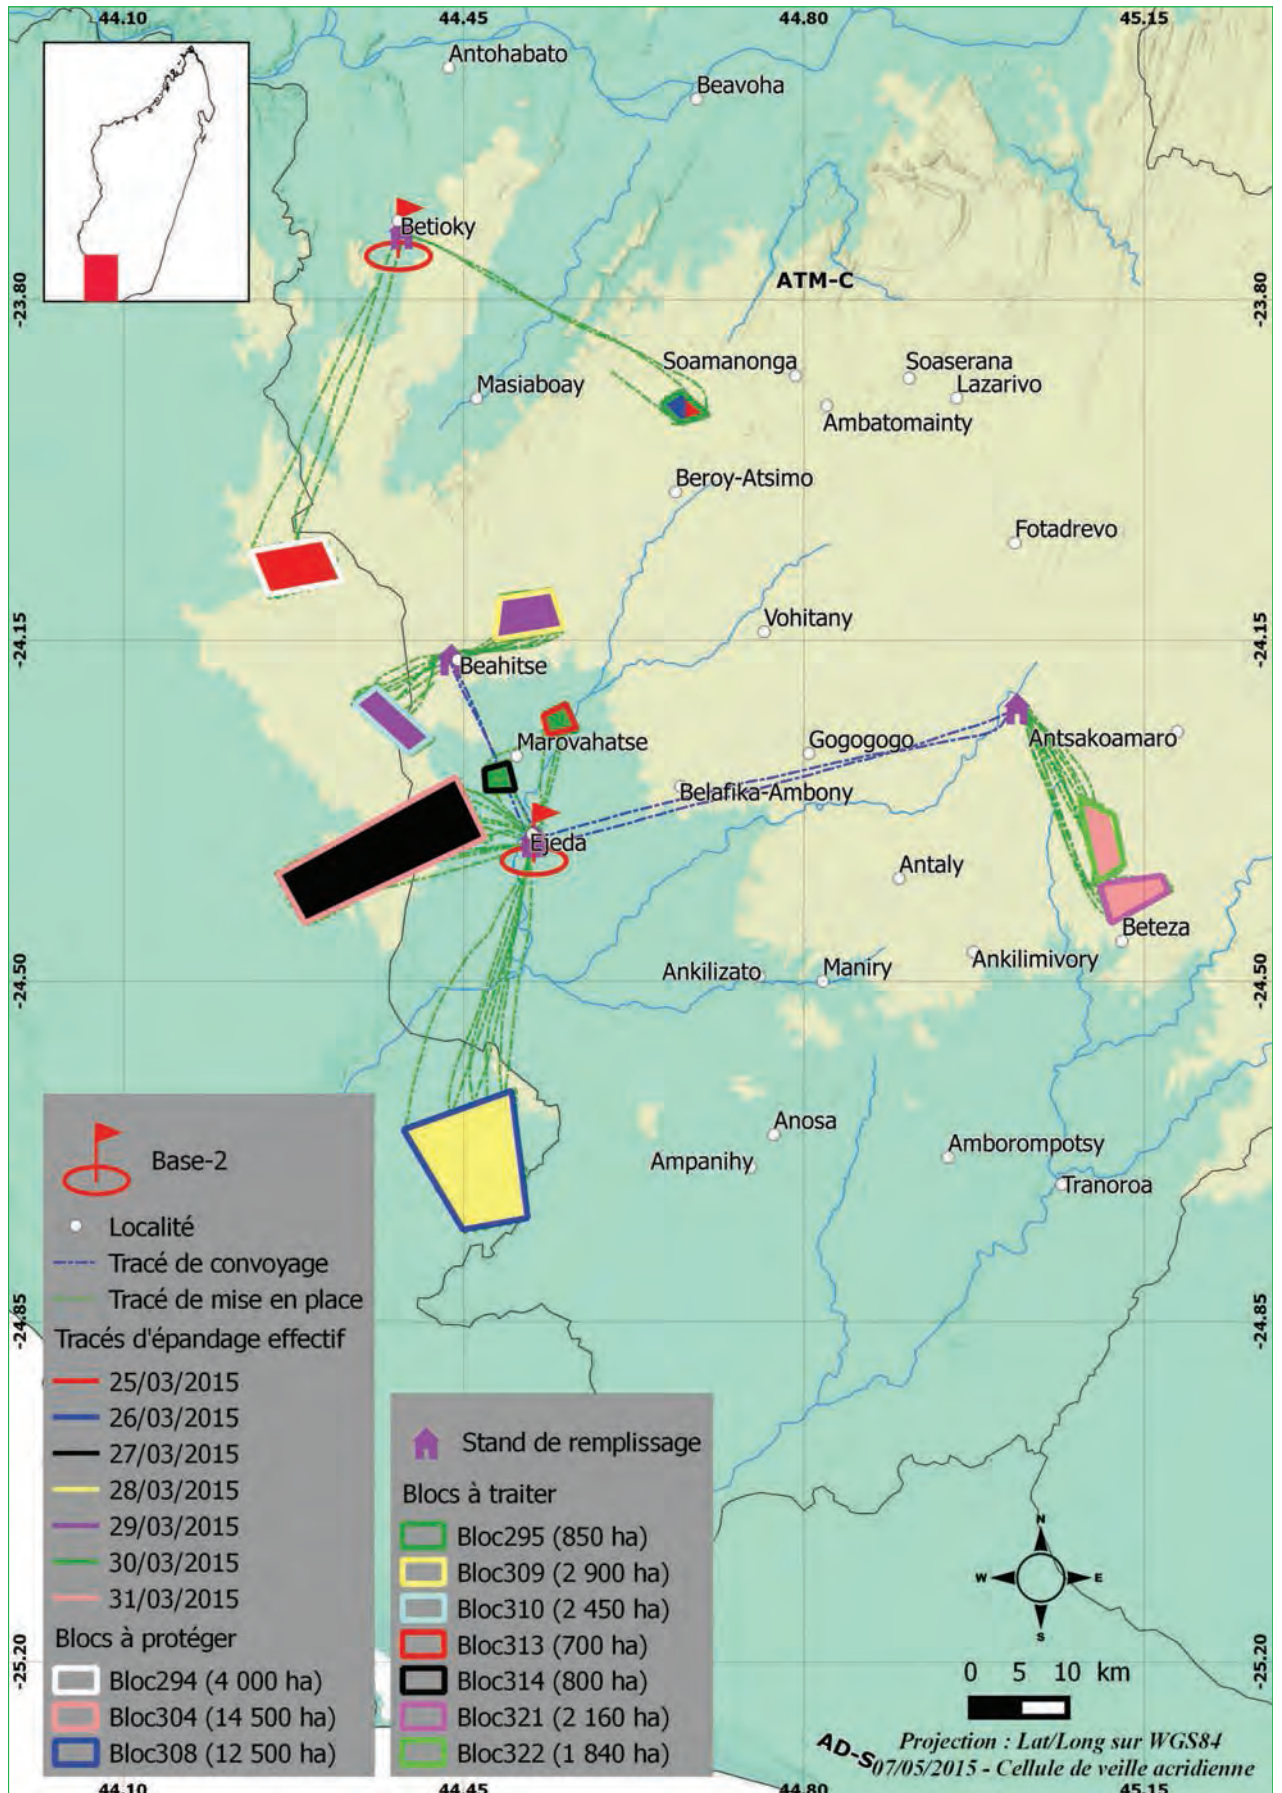 44.10 44.45 44.80 45.15
Antohabato
Beavoha
Betioky
-23.80 -23.80
ATM-C
Soamanonga
Soaserana
Masiaboay
Lazarivo
Ambatomainty
Beroy-Atsimo
Fotadrevo
Vohitany
-24.15 -24.15
Beahitse
Marovahatse
Gogogogo
Antsakoamaro
Belafika-Ambony
Ejeda
Antaly
Beteza
Ankilizato
Maniry
Ankilimivory
-24.50 -24.50
Anosa
Ampanihy
Amborompotsy
Tranoroa
-24.85 -24.85
Base-2
Localité
Tracé de convoyage
Tracé de mise en place
Tracés d'épandage effectif
25/03/2015
26/03/2015
27/03/2015
28/03/2015
29/03/2015
30/03/2015
31/03/2015
Blocs à protéger
Bloc294 (4 000 ha)
Bloc304 (14 500 ha)
Bloc308 (12 500 ha)
Stand de remplissage
Blocs à traiter
Bloc295 (850 ha)
Bloc309 (2 900 ha)
Bloc310 (2 450 ha)
Bloc313 (700 ha)
Bloc314 (800 ha)
Bloc321 (2 160 ha)
Bloc322 (1 840 ha)
N
W E
S
-25.20 -25.20
0 5 10 km
AD-S
Projection : Lat/Long sur WGS84
07/05/2015 - Cellule de veille acridienne
44.10 44.45 44.80 45.15